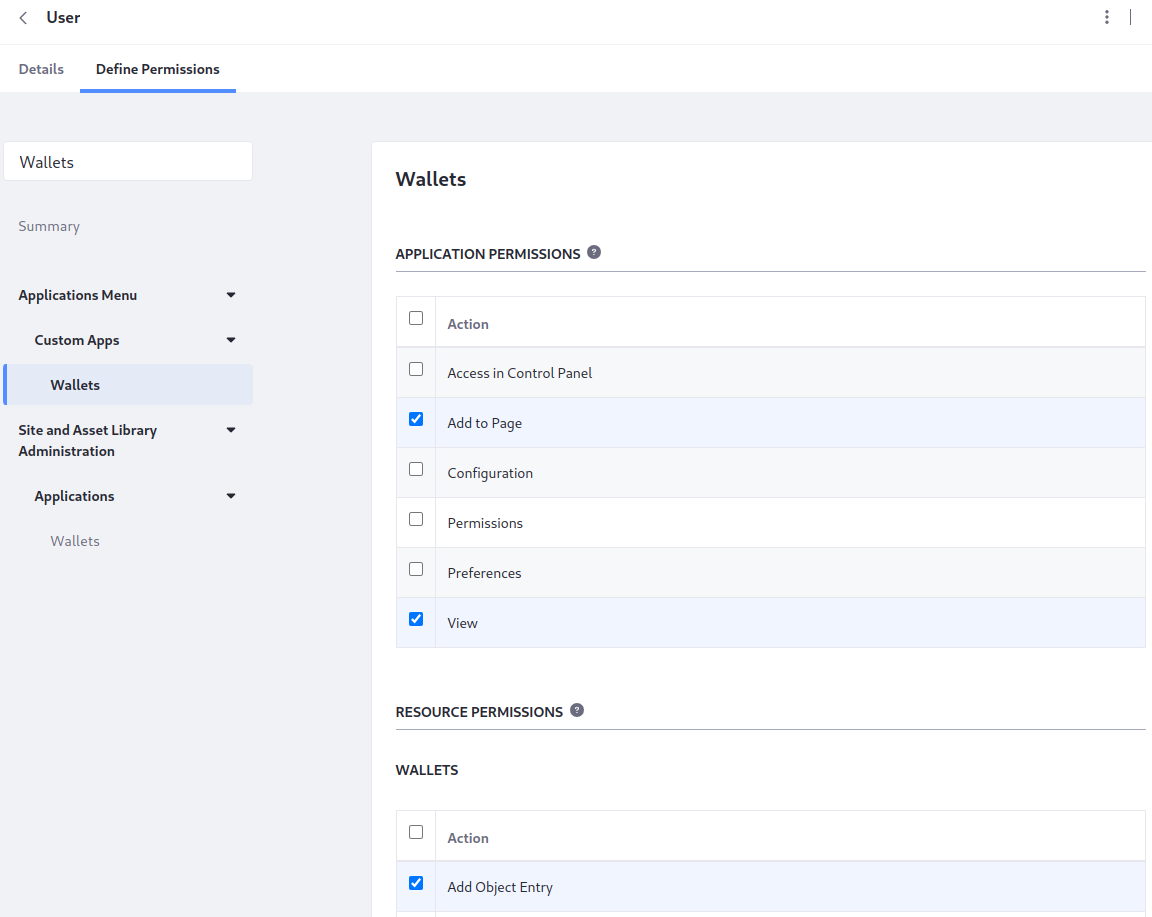 User
Details
Define Permissions
Wallets
Summary
Applications Menu
Custom Apps
Wallets
Site and Asset Library
Administration
Applications
Wallets
Wallets
APPLICATION PERMISSIONS ?
Action
Access in Control Panel
Add to Page
Configuration
Permissions
Preferences
View
RESOURCE PERMISSIONS ?
WALLETS
Action
Add Object Entry